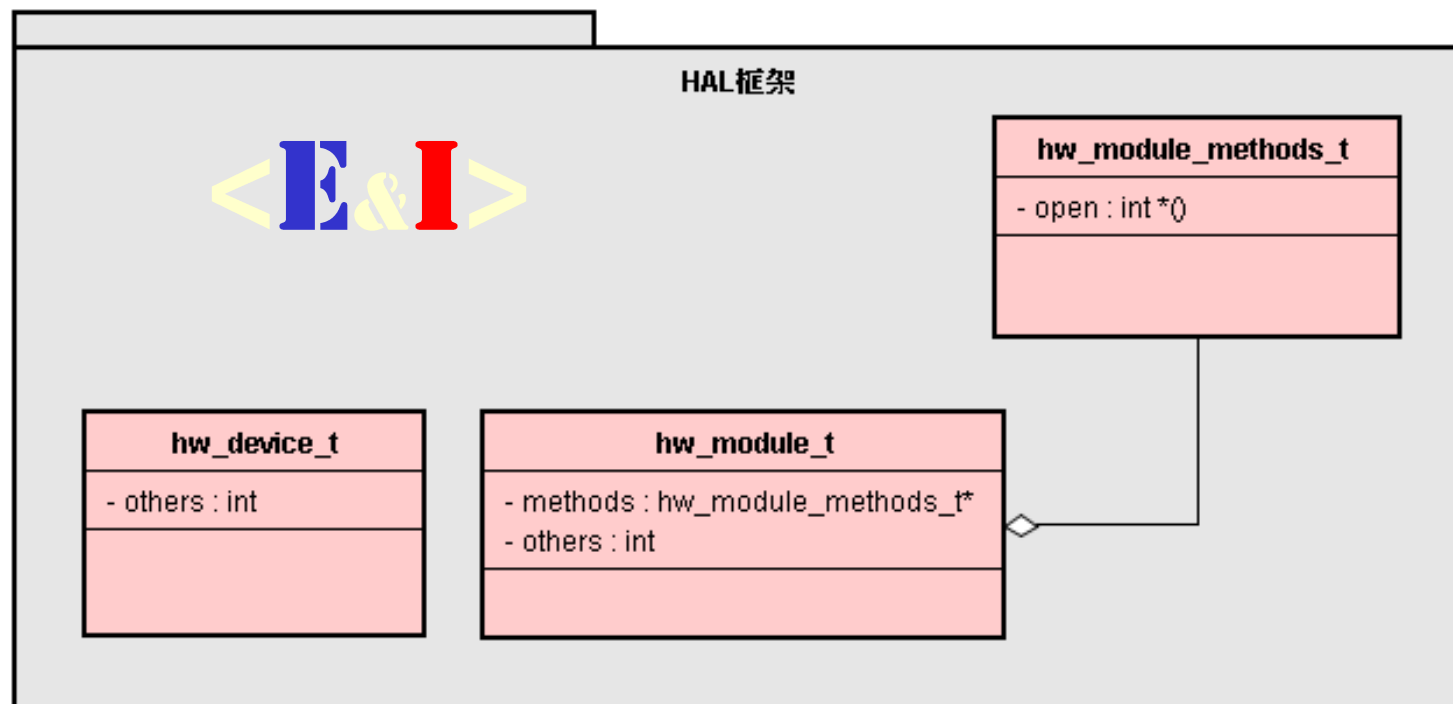 HAL框架
<E&I>
hw_module_methods_t
- open : int *()
hw_device_t
- others : int
hw_module_t
- methods : hw_module_methods_t*
- others : int